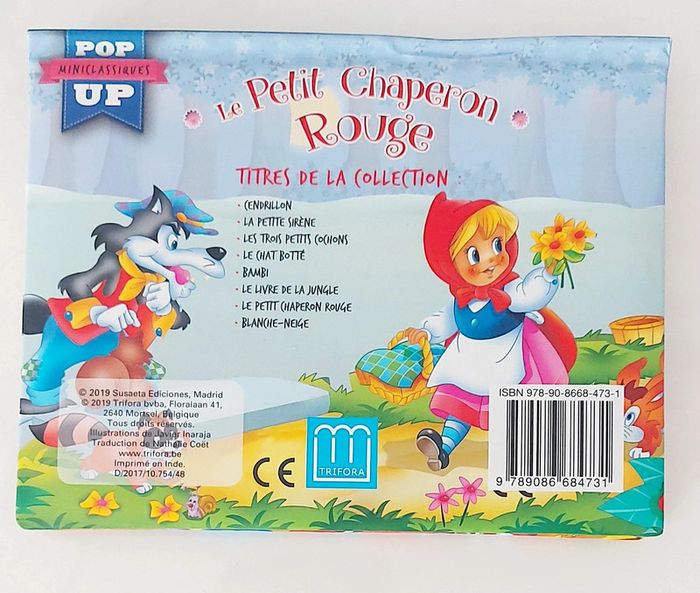 POP
MINICLASSIQUES
UP
Le Petit Chaperon
Rouge
TITRES DE LA COLLECTION :
• CENDRILLON
• LA PETITE SIRÈNE
• LES TROIS PETITS COCHONS
• LE CHAT BOTTÉ
• BAMBI
• LE LIVRE DE LA JUNGLE
• LE PETIT CHAPERON ROUGE
• BLANCHE-NEIGE
© 2019 Susaeta Ediciones, Madrid
© 2019 Trifora bvba, Floralaan 41,
2640 Mortsel, Belgique
Tous droits réservés.
Illustrations de Javier Inaraja
Traduction de Nathalie Coët
www.trifora.be
Imprimé en Inde.
D/2017/10.754/48
CE
TRIFORA
ISBN 978-90-8668-473-1
9 789086 684731